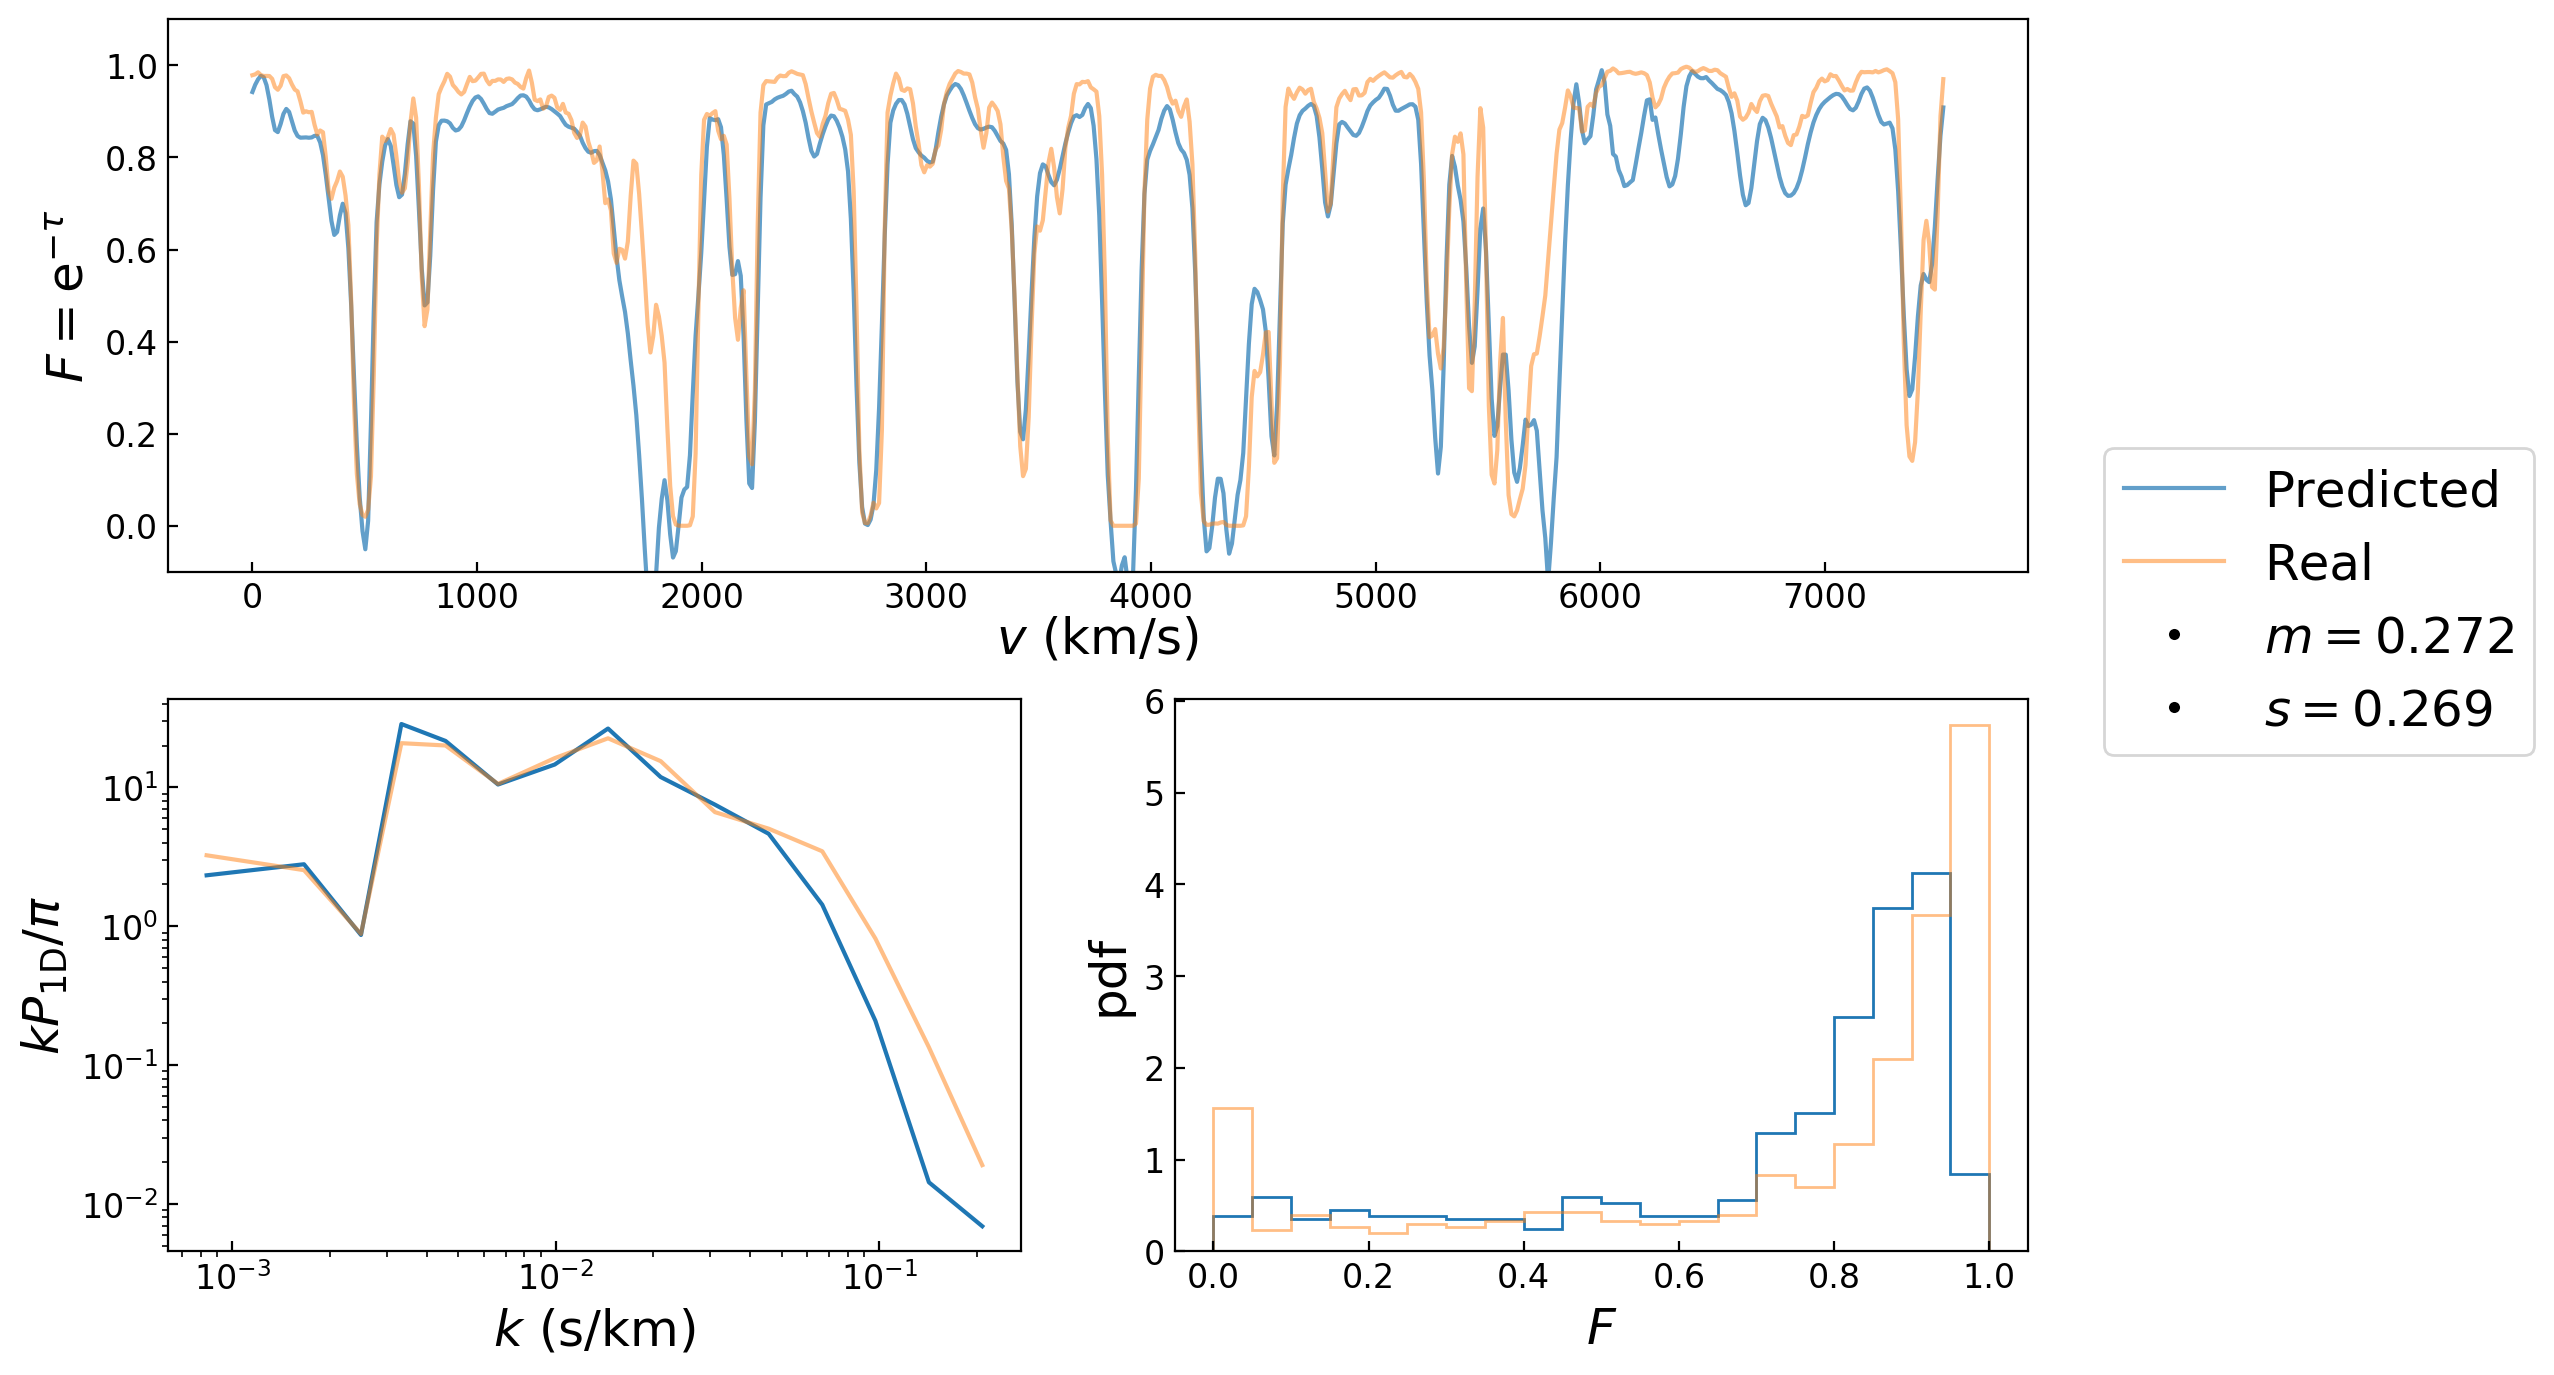 1.0
0.8
0.6
0.4
0.2
0.0
F = e^{−τ}
0 1000 2000 3000 4000 5000 6000 7000
v (km/s)
Predicted
Real
m = 0.272
s = 0.269
10^1
10^0
10^{−1}
10^{−2}
kP_{1D}/π
10^{−3} 10^{−2} 10^{−1}
k (s/km)
6
5
4
3
2
1
0
pdf
0.0 0.2 0.4 0.6 0.8 1.0
F